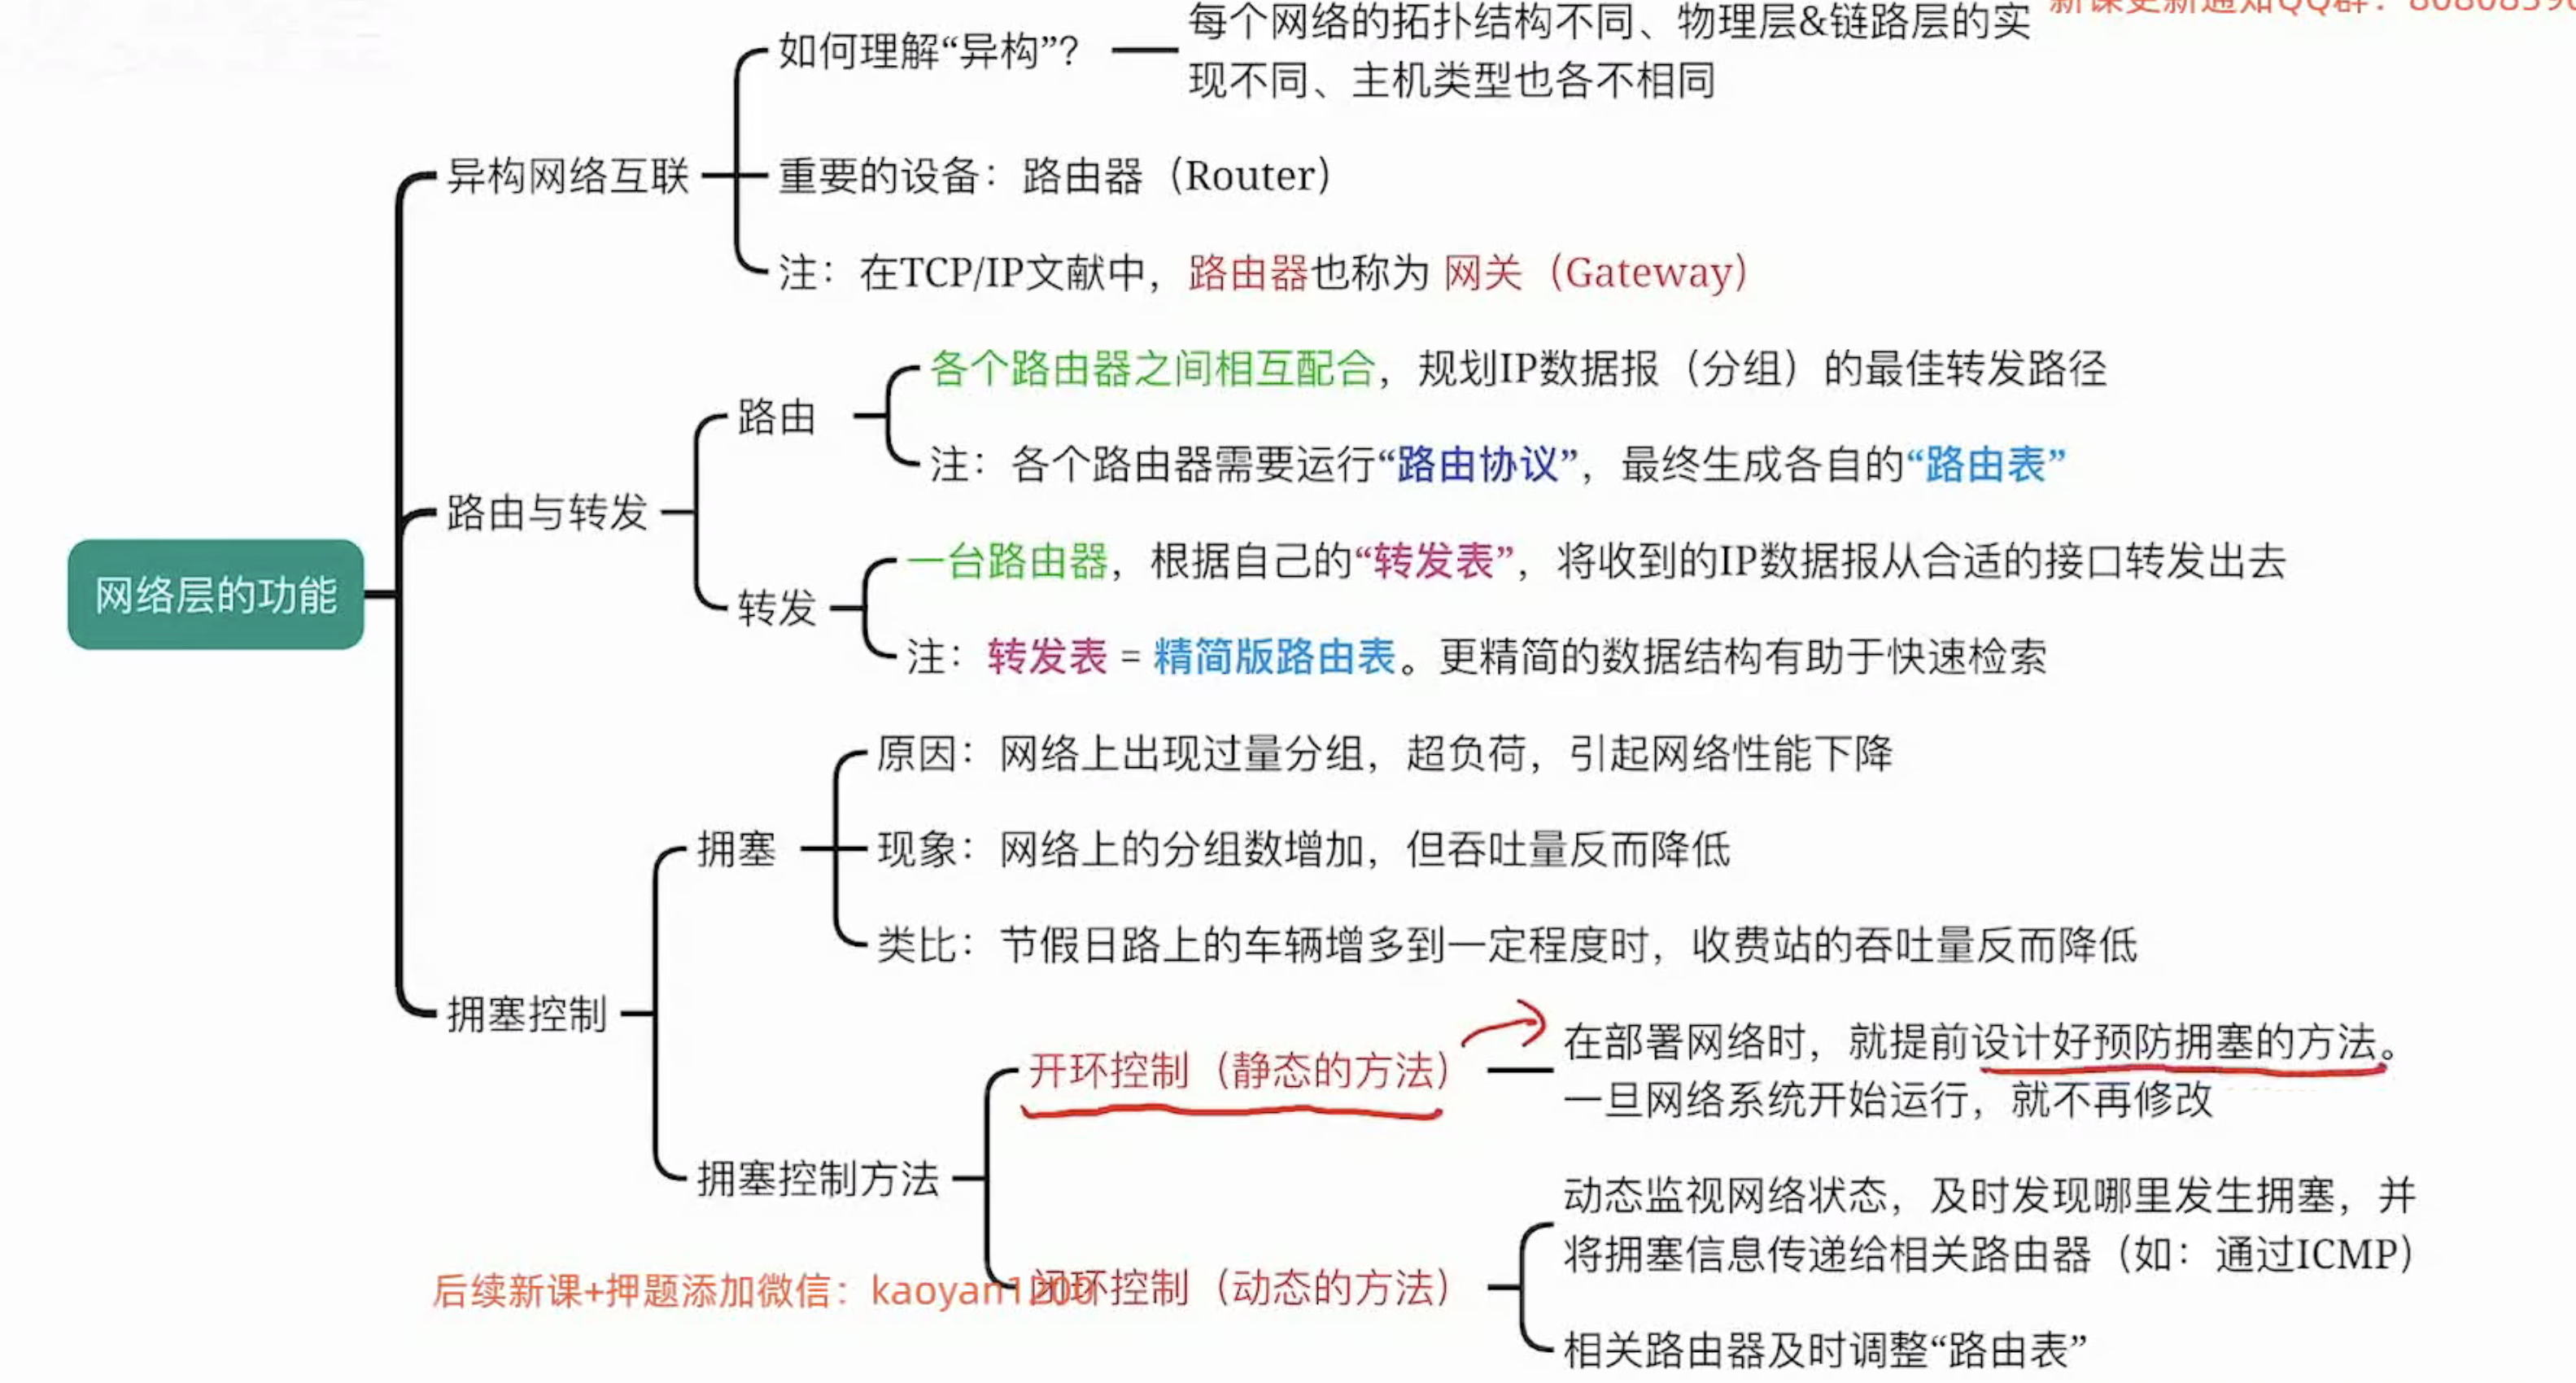 新课更新通知QQ群：
如何理解“异构”？
每个网络的拓扑结构不同、物理层&链路层的实
现不同、主机类型也各不相同
异构网络互联
重要的设备：路由器（Router）
注：在TCP/IP文献中，路由器也称为 网关（Gateway）
各个路由器之间相互配合，规划IP数据报（分组）的最佳转发路径
路由
注：各个路由器需要运行“路由协议”，最终生成各自的“路由表”
路由与转发
一台路由器，根据自己的“转发表”，将收到的IP数据报从合适的接口转发出去
网络层的功能
转发
注：转发表 = 精简版路由表。更精简的数据结构有助于快速检索
原因：网络上出现过量分组，超负荷，引起网络性能下降
拥塞
现象：网络上的分组数增加，但吞吐量反而降低
类比：节假日路上的车辆增多到一定程度时，收费站的吞吐量反而降低
拥塞控制
开环控制（静态的方法）
在部署网络时，就提前设计好预防拥塞的方法。
一旦网络系统开始运行，就不再修改
拥塞控制方法
动态监视网络状态，及时发现哪里发生拥塞，并
将拥塞信息传递给相关路由器（如：通过ICMP）
后续新课+押题添加微信：kaoyan1200
闭环控制（动态的方法）
相关路由器及时调整“路由表”